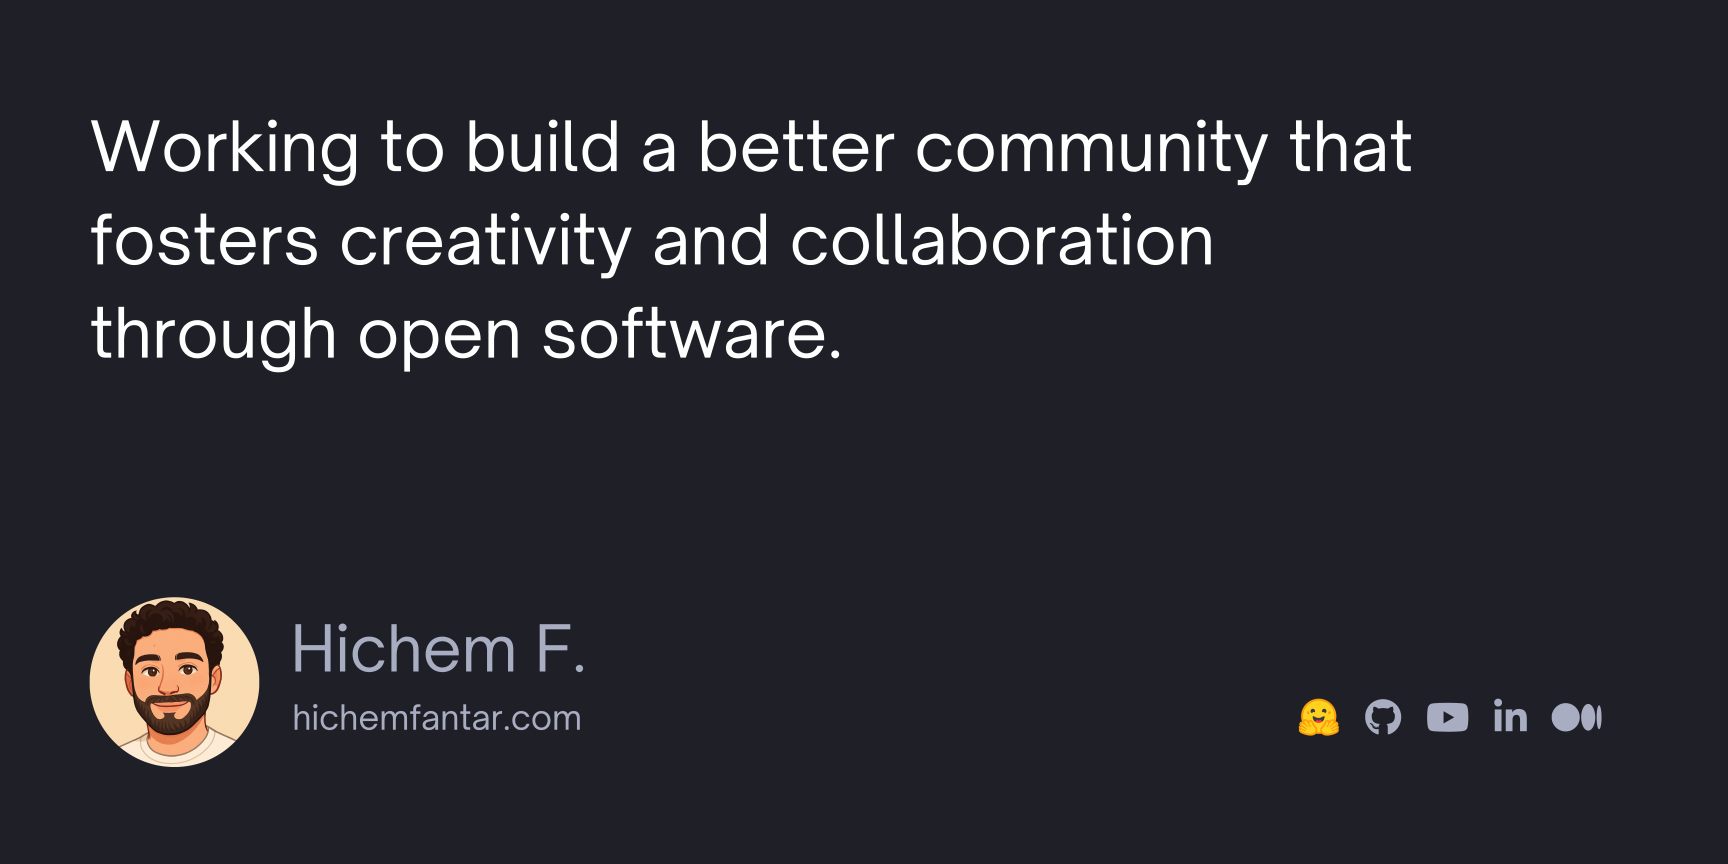 Working to build a better community that
fosters creativity and collaboration
through open software.
Hichem F.
hichemfantar.com
in